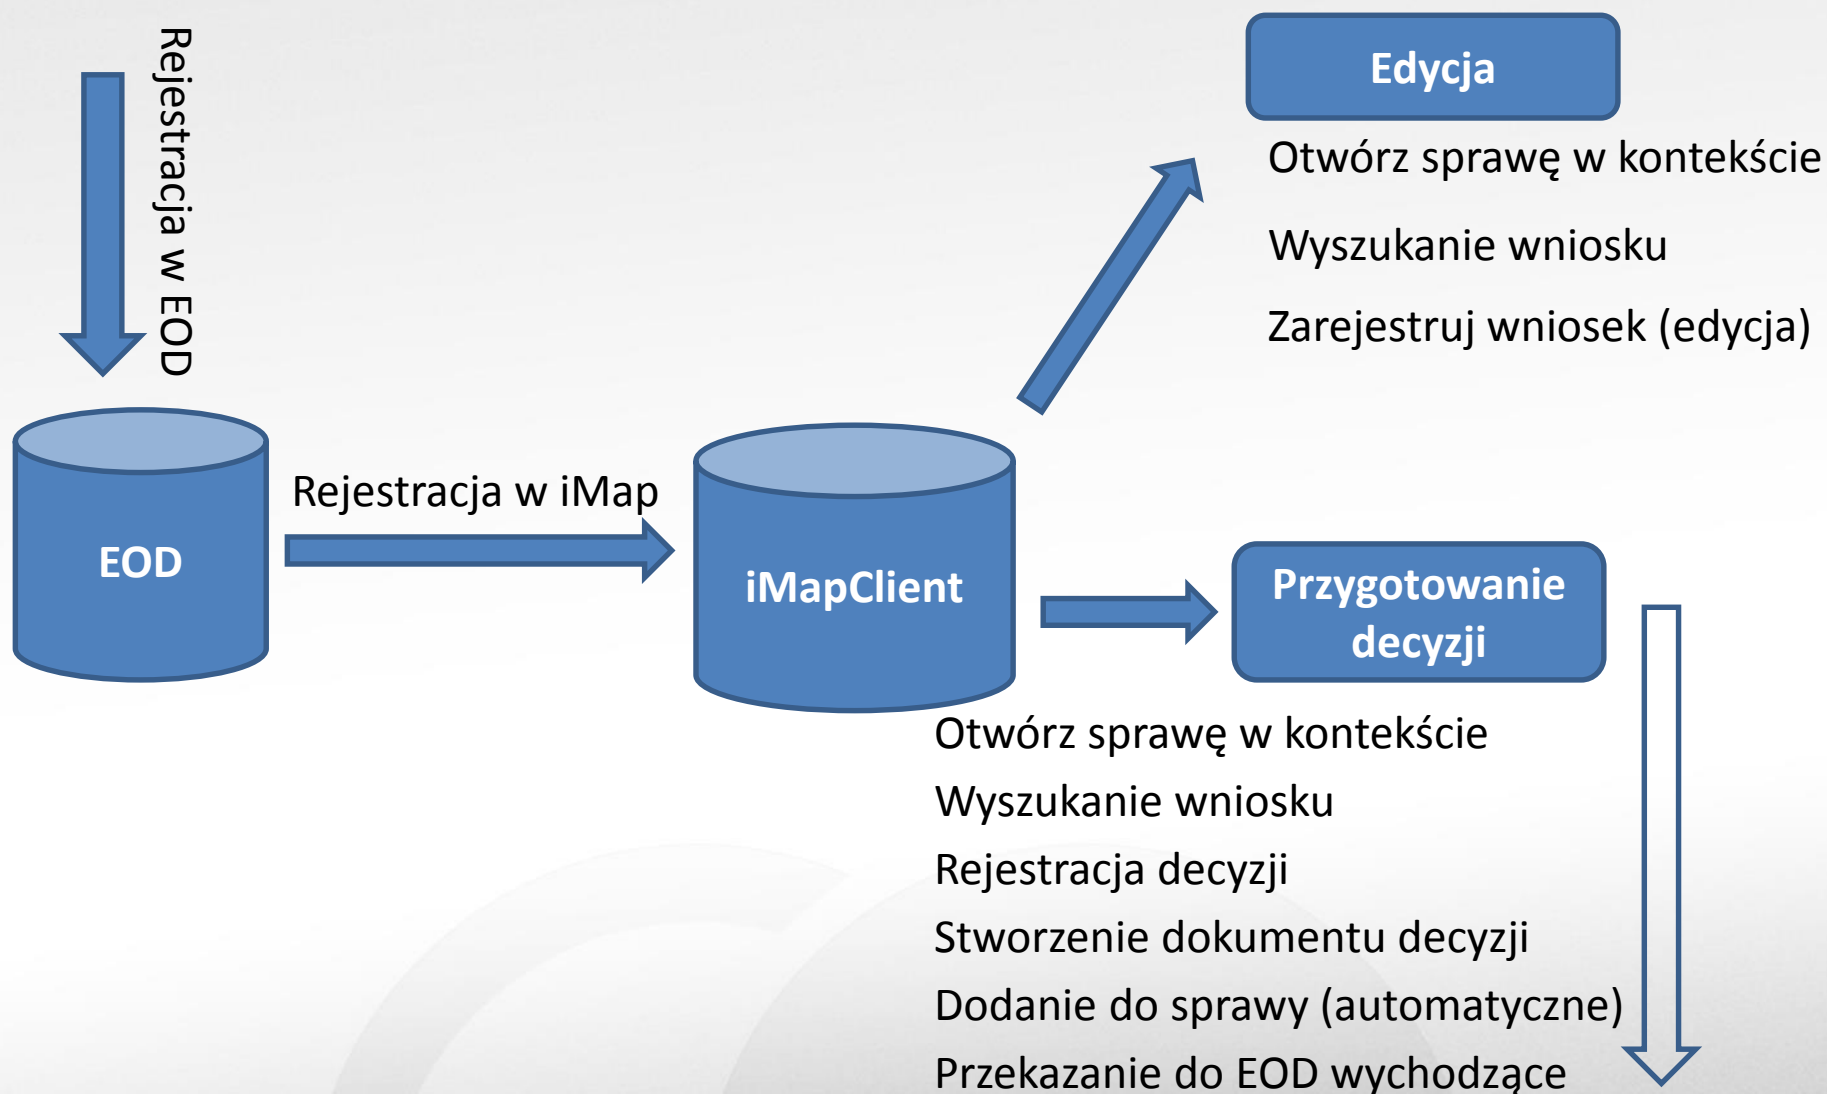 Rejestracja w EOD
Edycja
Otwórz sprawę w kontekście
Wyszukanie wniosku
Zarejestruj wniosek (edycja)
EOD
Rejestracja w iMap
iMapClient
Przygotowanie
decyzji
Otwórz sprawę w kontekście
Wyszukanie wniosku
Rejestracja decyzji
Stworzenie dokumentu decyzji
Dodanie do sprawy (automatyczne)
Przekazanie do EOD wychodzące